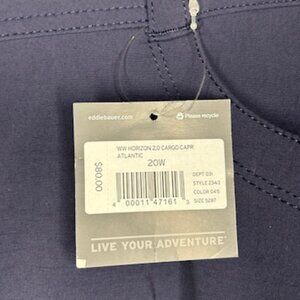 eddiebauer.com
Please recycle
WW HORIZON 2.0 CARGO CAPR
ATLANTIC
20W
$80.00
DEPT 031
STYLE 2343
COLOR 045
SIZE 5287
4 00011 47161 3
LIVE YOUR ADVENTURE